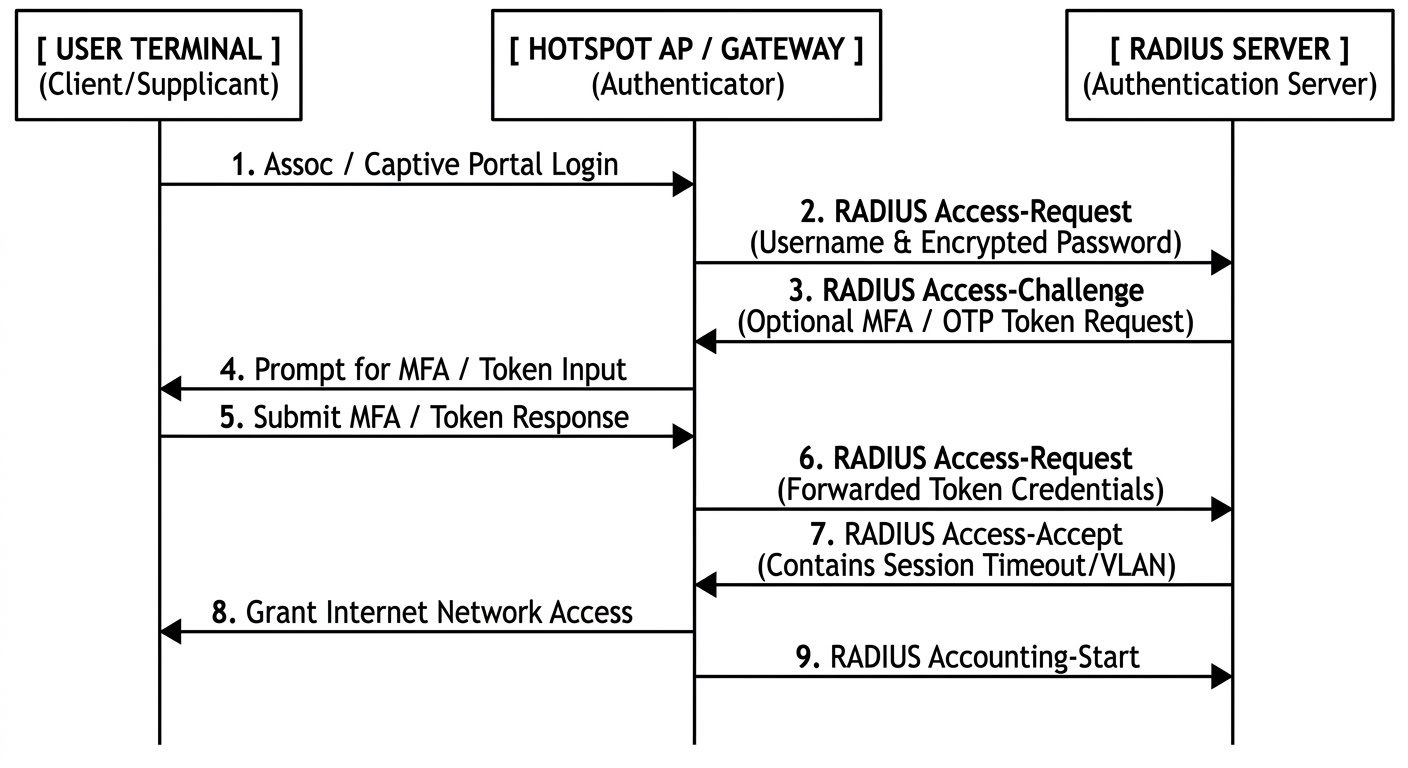 [ USER TERMINAL ]
(Client/Supplicant)
[ HOTSPOT AP / GATEWAY ]
(Authenticator)
[ RADIUS SERVER ]
(Authentication Server)
1. Assoc / Captive Portal Login
2. RADIUS Access-Request
(Username & Encrypted Password)
3. RADIUS Access-Challenge
(Optional MFA / OTP Token Request)
4. Prompt for MFA / Token Input
5. Submit MFA / Token Response
6. RADIUS Access-Request
(Forwarded Token Credentials)
7. RADIUS Access-Accept
(Contains Session Timeout/VLAN)
8. Grant Internet Network Access
9. RADIUS Accounting-Start